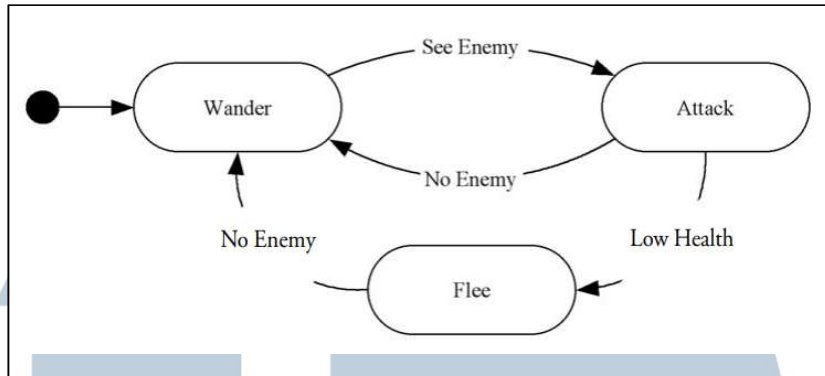 See Enemy
Wander
Attack
No Enemy
No Enemy
Low Health
Flee